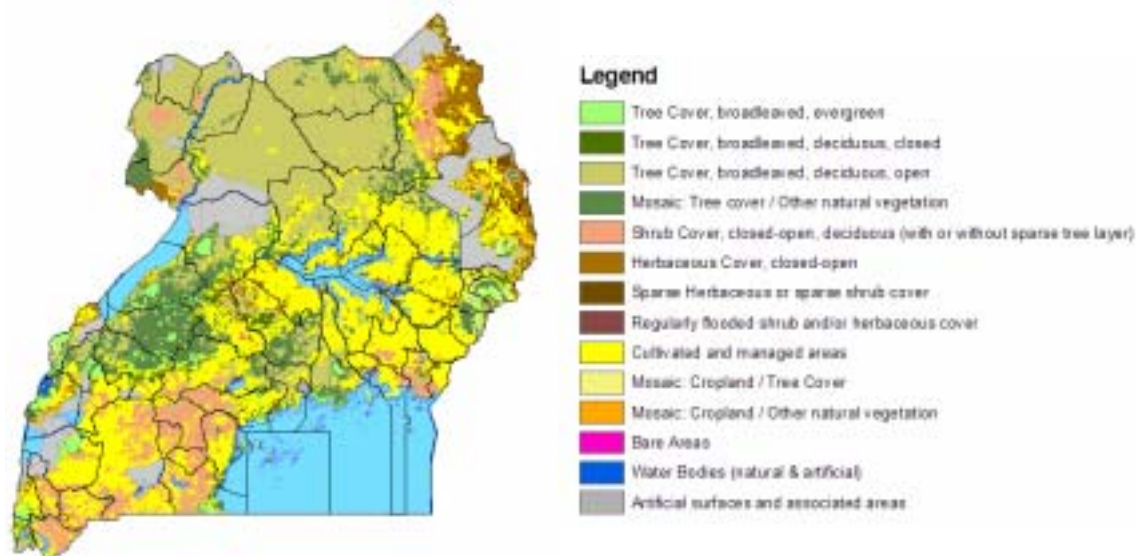 Legend
Tree Cover, broadleaved, evergreen
Tree Cover, broadleaved, deciduous, closed
Tree Cover, broadleaved, deciduous, open
Mosaic: Tree cover / Other natural vegetation
Shrub Cover, closed-open, deciduous (with or without sparse tree layer)
Herbaceous Cover, closed-open
Sparse Herbaceous or sparse shrub cover
Regularly flooded shrub and/or herbaceous cover
Cultivated and managed areas
Mosaic: Cropland / Tree Cover
Mosaic: Cropland / Other natural vegetation
Bare Areas
Water Bodies (natural & artificial)
Artificial surfaces and associated areas